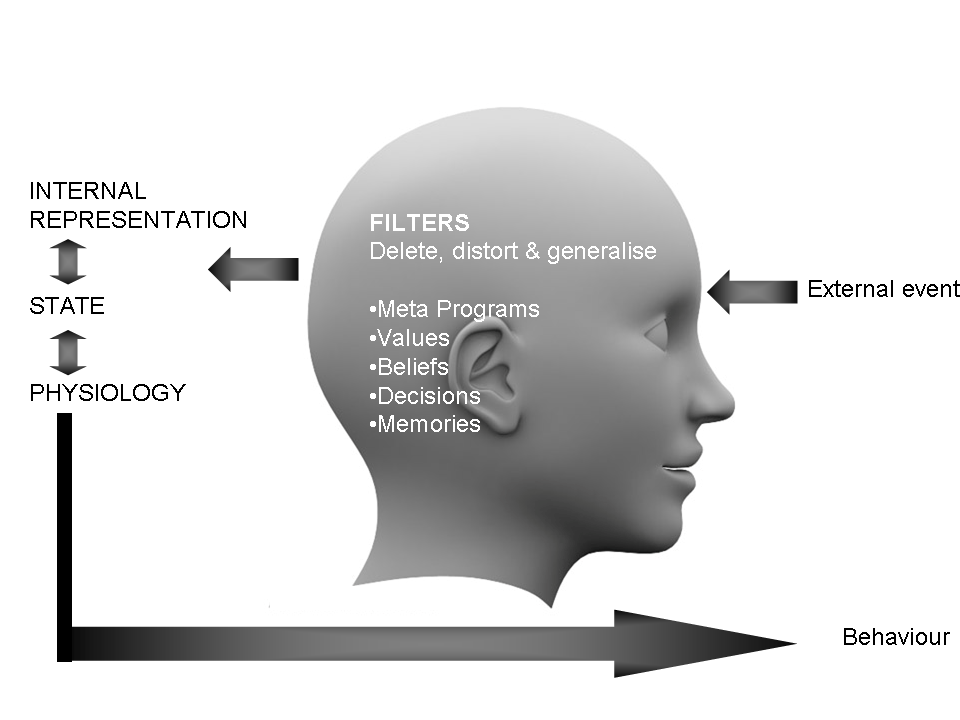 INTERNAL
REPRESENTATION
STATE
PHYSIOLOGY
FILTERS
Delete, distort & generalise
•Meta Programs
•Values
•Beliefs
•Decisions
•Memories
External event
Behaviour